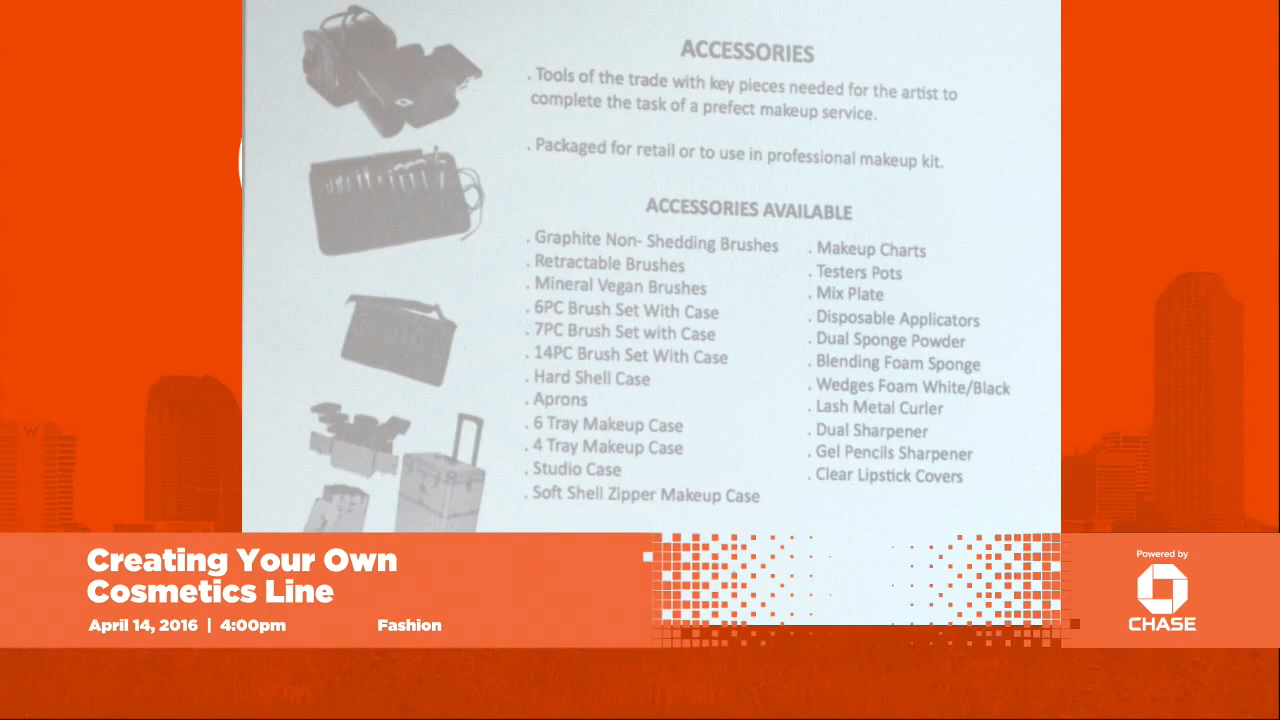 ACCESSORIES
. Tools of the trade with key pieces needed for the artist to
complete the task of a prefect makeup service.
. Packaged for retail or to use in professional makeup kit.
ACCESSORIES AVAILABLE
. Graphite Non- Shedding Brushes
. Retractable Brushes
. Mineral Vegan Brushes
. 6PC Brush Set With Case
. 7PC Brush Set with Case
. 14PC Brush Set With Case
. Hard Shell Case
. Aprons
. 6 Tray Makeup Case
. 4 Tray Makeup Case
. Studio Case
. Soft Shell Zipper Makeup Case
. Makeup Charts
. Testers Pots
. Mix Plate
. Disposable Applicators
. Dual Sponge Powder
. Blending Foam Sponge
. Wedges Foam White/Black
. Lash Metal Curler
. Dual Sharpener
. Gel Pencils Sharpener
. Clear Lipstick Covers
W
Creating Your Own
Cosmetics Line
April 14, 2016 | 4:00pm
Fashion
Powered by
CHASE